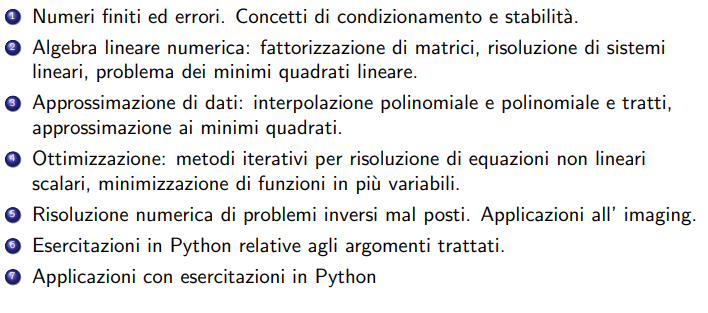 1 Numeri finiti ed errori. Concetti di condizionamento e stabilità.
2 Algebra lineare numerica: fattorizzazione di matrici, risoluzione di sistemi
lineari, problema dei minimi quadrati lineare.
3 Approssimazione di dati: interpolazione polinomiale e polinomiale e tratti,
approssimazione ai minimi quadrati.
4 Ottimizzazione: metodi iterativi per risoluzione di equazioni non lineari
scalari, minimizzazione di funzioni in più variabili.
5 Risoluzione numerica di problemi inversi mal posti. Applicazioni all' imaging.
6 Esercitazioni in Python relative agli argomenti trattati.
7 Applicazioni con esercitazioni in Python